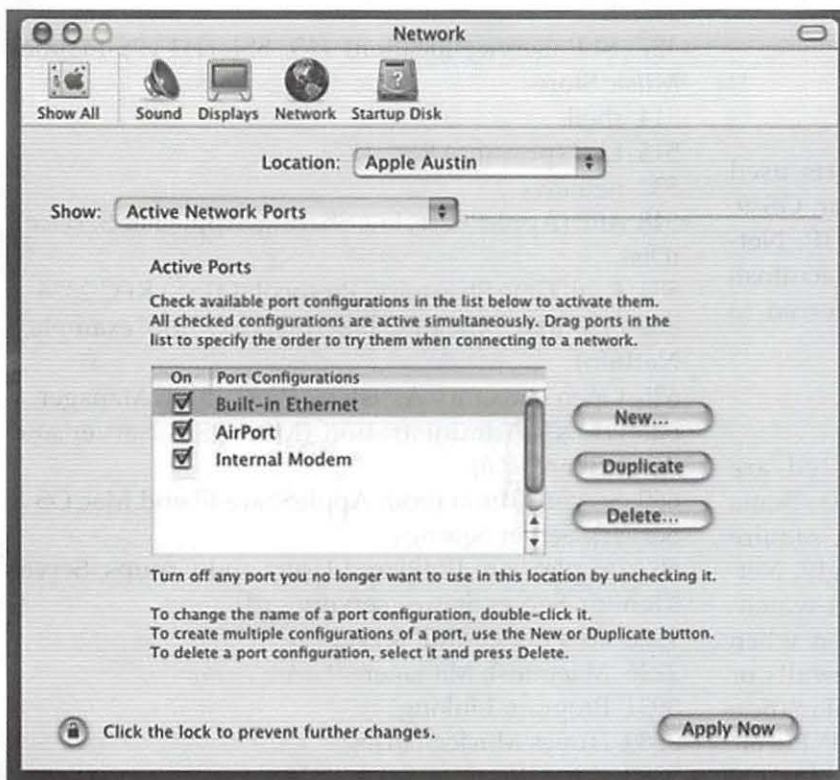 Network
Show All
Sound
Displays
Network
Startup Disk
Location: Apple Austin
Show: Active Network Ports
Active Ports
Check available port configurations in the list below to activate them.
All checked configurations are active simultaneously. Drag ports in the
list to specify the order to try them when connecting to a network.
On Port Configurations
Built-in Ethernet
AirPort
Internal Modem
New...
Duplicate
Delete...
Turn off any port you no longer want to use in this location by unchecking it.
To change the name of a port configuration, double-click it.
To create multiple configurations of a port, use the New or Duplicate button.
To delete a port configuration, select it and press Delete.
Click the lock to prevent further changes.
Apply Now